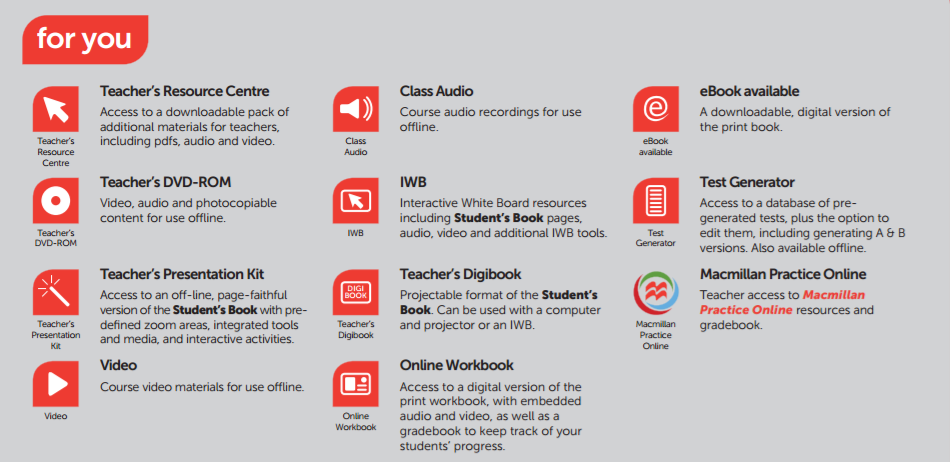 for you
Teacher's
Resource
Centre
Teacher's Resource Centre
Access to a downloadable pack of
additional materials for teachers,
including pdfs, audio and video.
Class
Audio
Class Audio
Course audio recordings for use
offline.
eBook
available
eBook available
A downloadable, digital version of
the print book.
Teacher's
DVD-ROM
Teacher's DVD-ROM
Video, audio and photocopiable
content for use offline.
IWB
IWB
Interactive White Board resources
including Student's Book pages,
audio, video and additional IWB tools.
Test
Generator
Test Generator
Access to a database of pre-
generated tests, plus the option to
edit them, including generating A & B
versions. Also available offline.
Teacher's
Presentation
Kit
Teacher's Presentation Kit
Access to an off-line, page-faithful
version of the Student's Book with pre-
defined zoom areas, integrated tools
and media, and interactive activities.
DIGI
BOOK
Teacher's
Digibook
Teacher's Digibook
Projectable format of the Student's
Book. Can be used with a computer
and projector or an IWB.
Macmillan
Practice
Online
Macmillan Practice Online
Teacher access to Macmillan
Practice Online resources and
gradebook.
Video
Video
Course video materials for use offline.
Online
Workbook
Online Workbook
Access to a digital version of the
print workbook, with embedded
audio and video, as well as a
gradebook to keep track of your
students' progress.